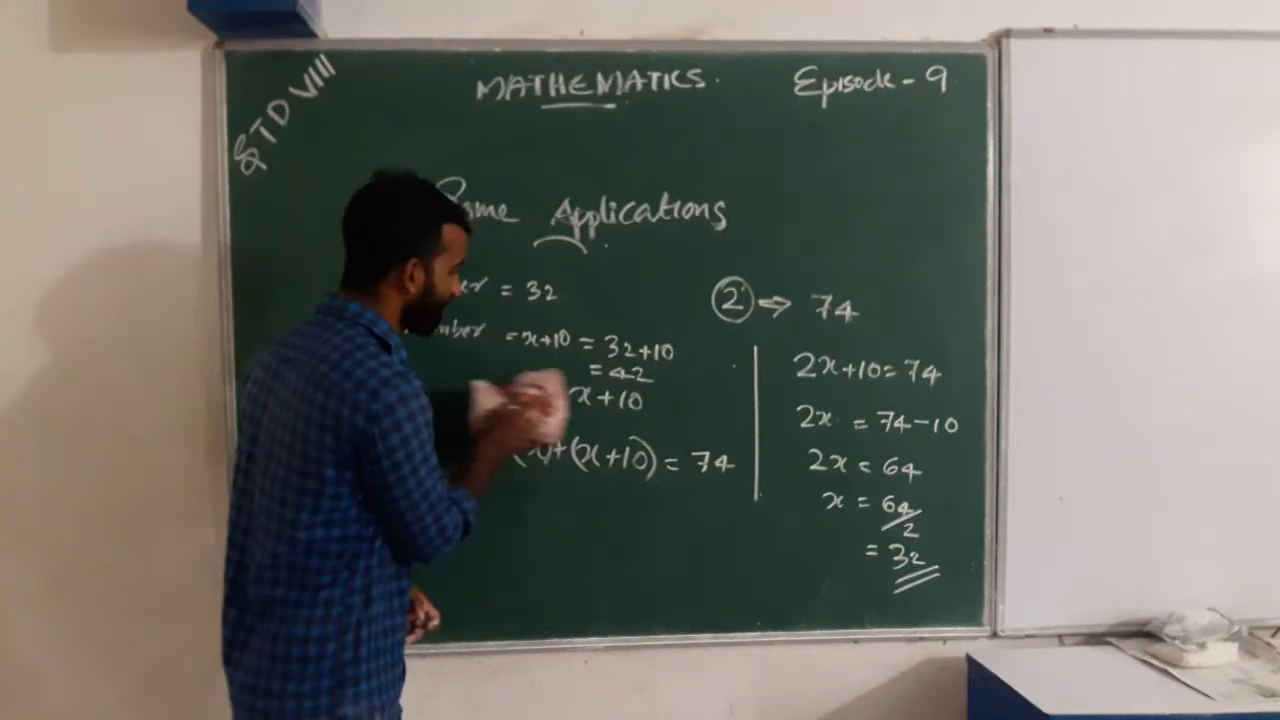 STD VIII
MATHEMATICS.
Episode - 9
Some Applications
= 32
= x+10 = 32+10
= 42
x + 10
(x)+(x+10) = 74
2 ⇒ 74
2x+10 = 74
2x = 74-10
2x = 64
x = 64/2
= 32